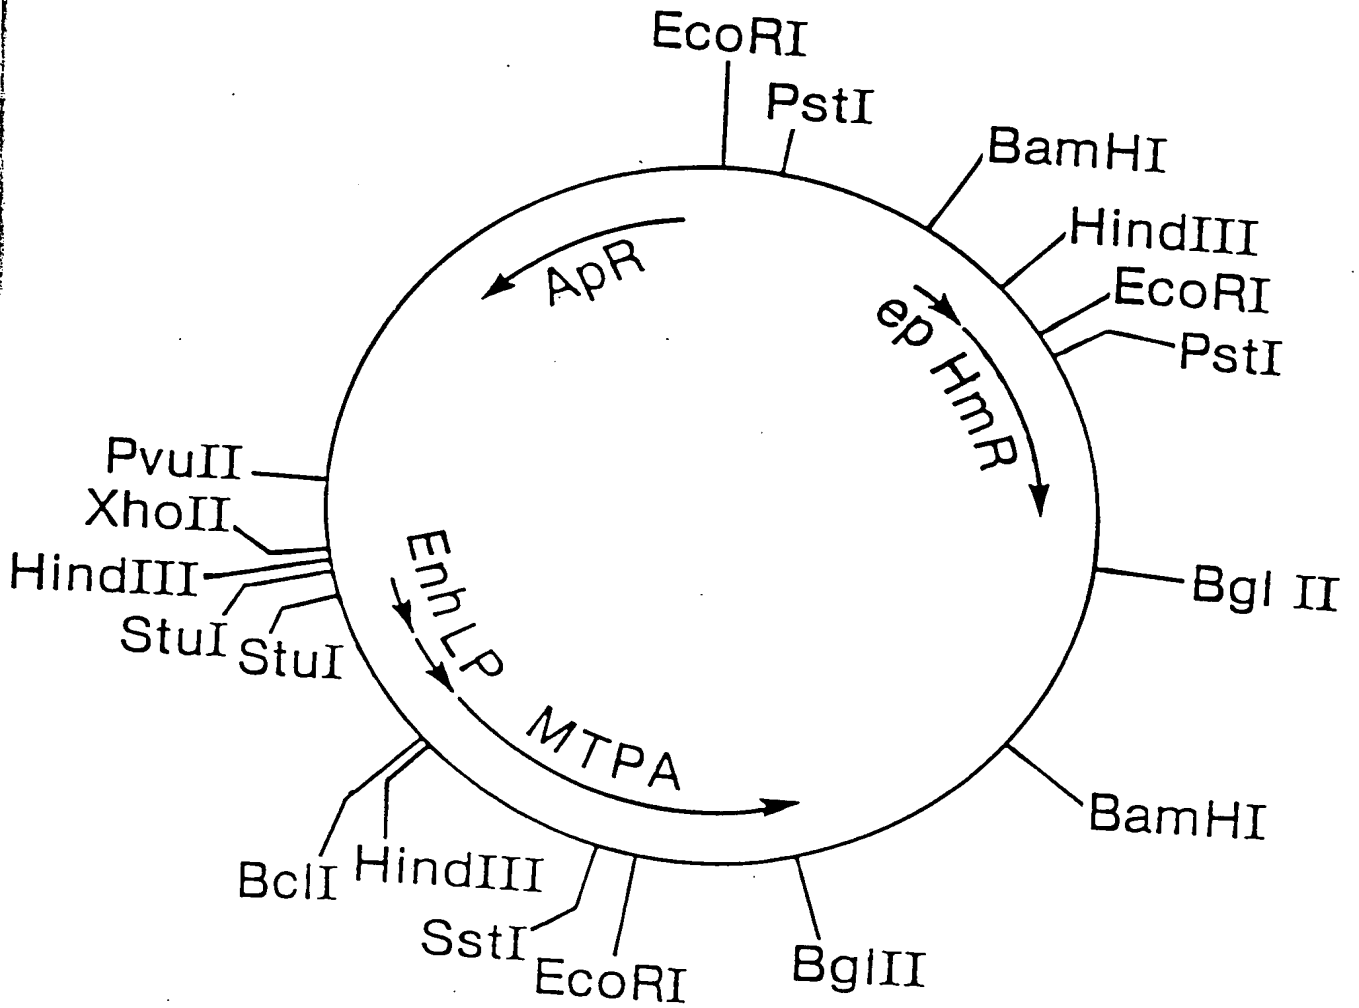 EcoRI
PstI
BamHI
HindIII
EcoRI
PstI
ApR
ep HmR
PvuII
XhoII
HindIII
StuI
StuI
Enh LP
Bgl II
MTPA
BamHI
BclI
HindIII
SstI
EcoRI
BglII